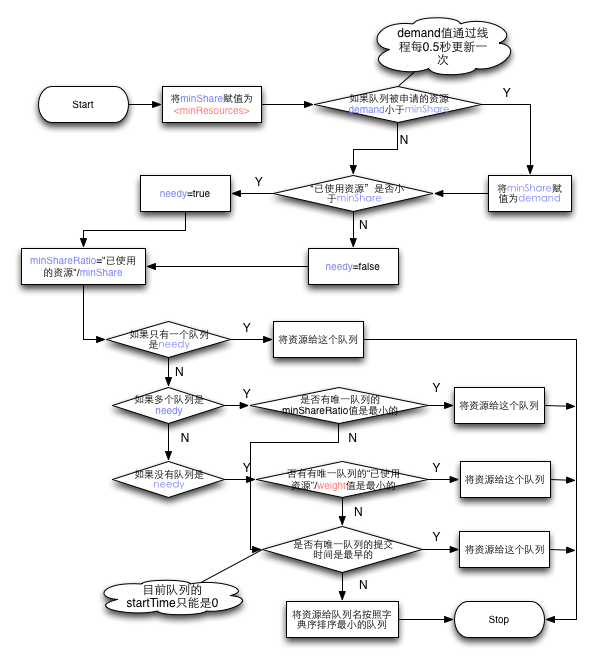 demand值通过线
程每0.5秒更新一
次
Start
将minShare赋值为
<minResources>
如果队列被申请的资源
demand小于minShare
Y
N
needy=true
Y
“已使用资源”是否小
于minShare
将minShare赋
值为demand
N
minShareRatio="已使用
的资源"/minShare
needy=false
如果只有一个队列
是needy
Y
将资源给这个队列
N
如果多个队列是
needy
Y
是否有唯一队列的
minShareRatio值是最小的
Y
将资源给这个队列
N
N
如果没有队列是
needy
Y
否有有唯一队列的“已使用
资源”/weight值是最小的
Y
将资源给这个队列
N
是否有唯一队列的提交
时间是最早的
Y
将资源给这个队列
目前队列的
startTime只能是0
N
将资源给队列名按照字
典序排序最小的队列
Stop